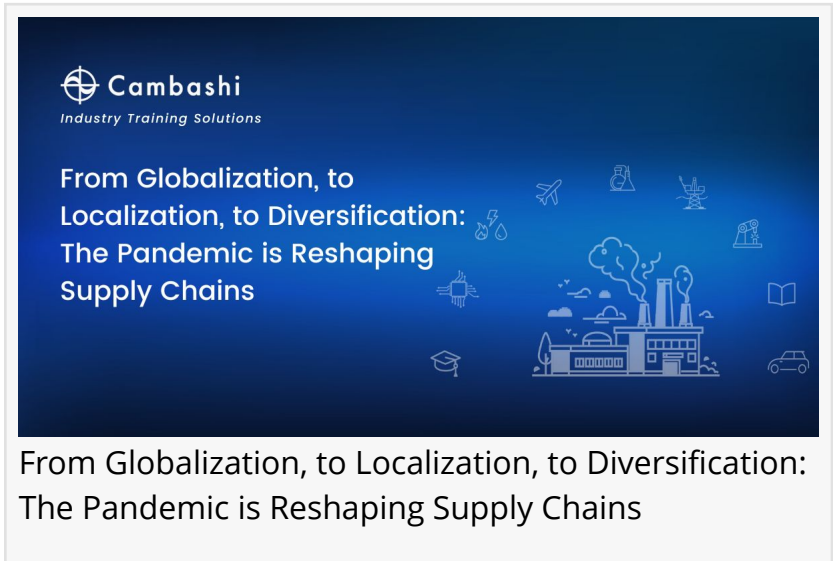 Cambashi
Industry Training Solutions
From Globalization, to
Localization, to Diversification:
The Pandemic is Reshaping
Supply Chains
From Globalization, to Localization, to Diversification:
The Pandemic is Reshaping Supply Chains